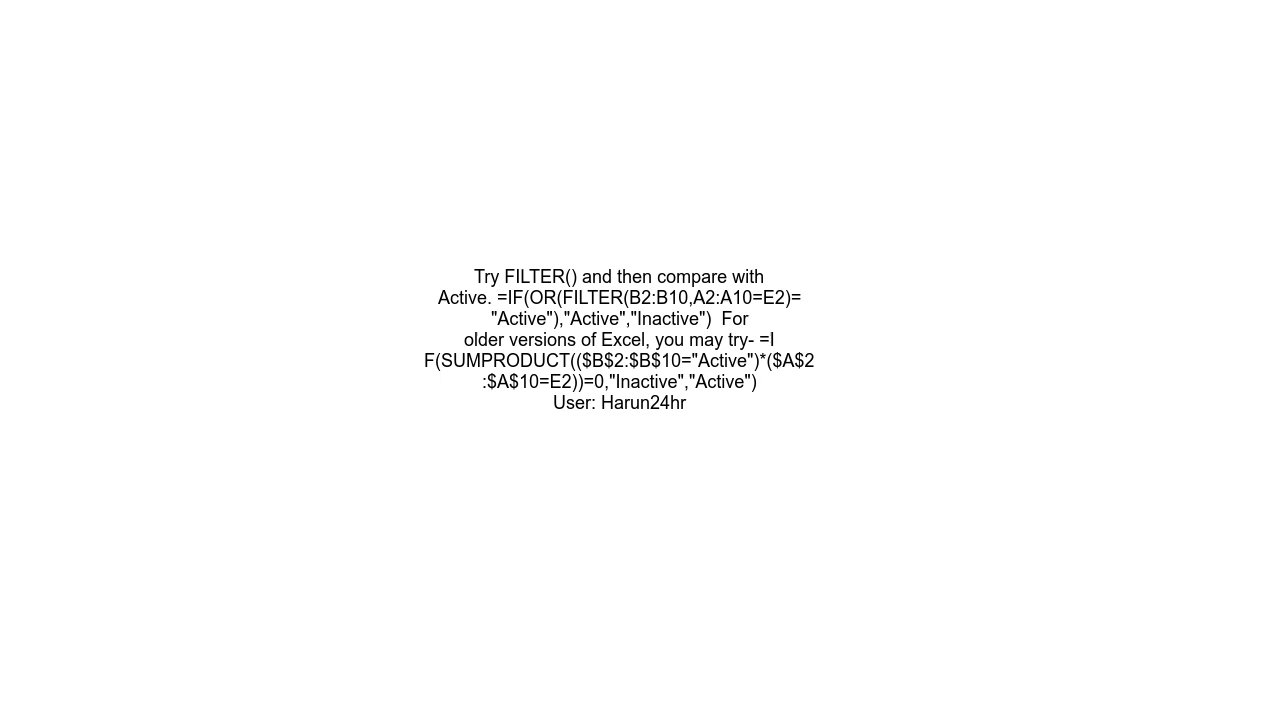 Try FILTER() and then compare with
Active. =IF(OR(FILTER(B2:B10,A2:A10=E2)=
"Active"),"Active","Inactive")  For
older versions of Excel, you may try- =I
F(SUMPRODUCT(($B$2:$B$10="Active")*($A$2
:$A$10=E2))=0,"Inactive","Active")
User: Harun24hr